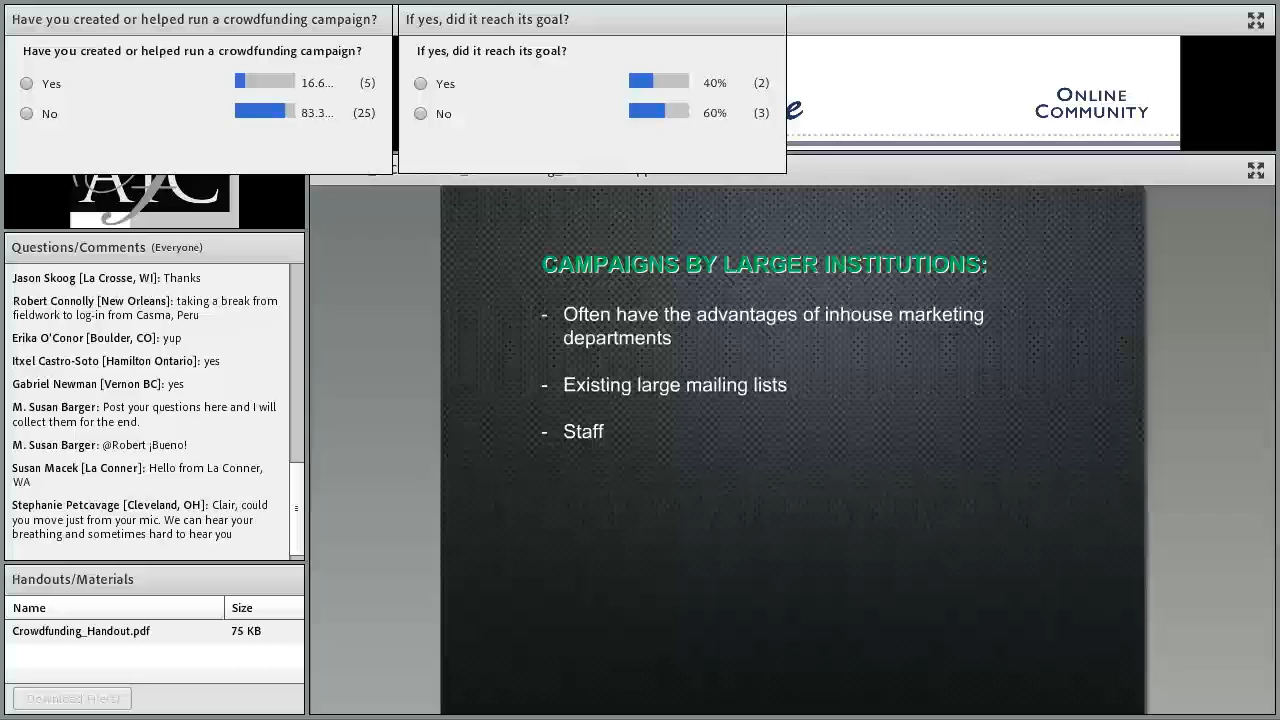 Have you created or helped run a crowdfunding campaign?
Have you created or helped run a crowdfunding campaign?
Yes 16.6... (5)
No 83.3... (25)
If yes, did it reach its goal?
If yes, did it reach its goal?
Yes 40% (2)
No 60% (3)
e
ONLINE
COMMUNITY
AIC
Questions/Comments (Everyone)
Jason Skoog [La Crosse, WI]: Thanks
Robert Connolly [New Orleans]: taking a break from
fieldwork to log-in from Casma, Peru
Erika O'Conor [Boulder, CO]: yup
Itxel Castro-Soto [Hamilton Ontario]: yes
Gabriel Newman [Vernon BC]: yes
M. Susan Barger: Post your questions here and I will
collect them for the end.
M. Susan Barger: @Robert ¡Bueno!
Susan Macek [La Conner]: Hello from La Conner,
WA
Stephanie Petcavage [Cleveland, OH]: Clair, could
you move just from your mic. We can hear your
breathing and sometimes hard to hear you
Handouts/Materials
Name Size
Crowdfunding_Handout.pdf 75 KB
Download File(s)
CAMPAIGNS BY LARGER INSTITUTIONS:
- Often have the advantages of inhouse marketing
departments
- Existing large mailing lists
- Staff